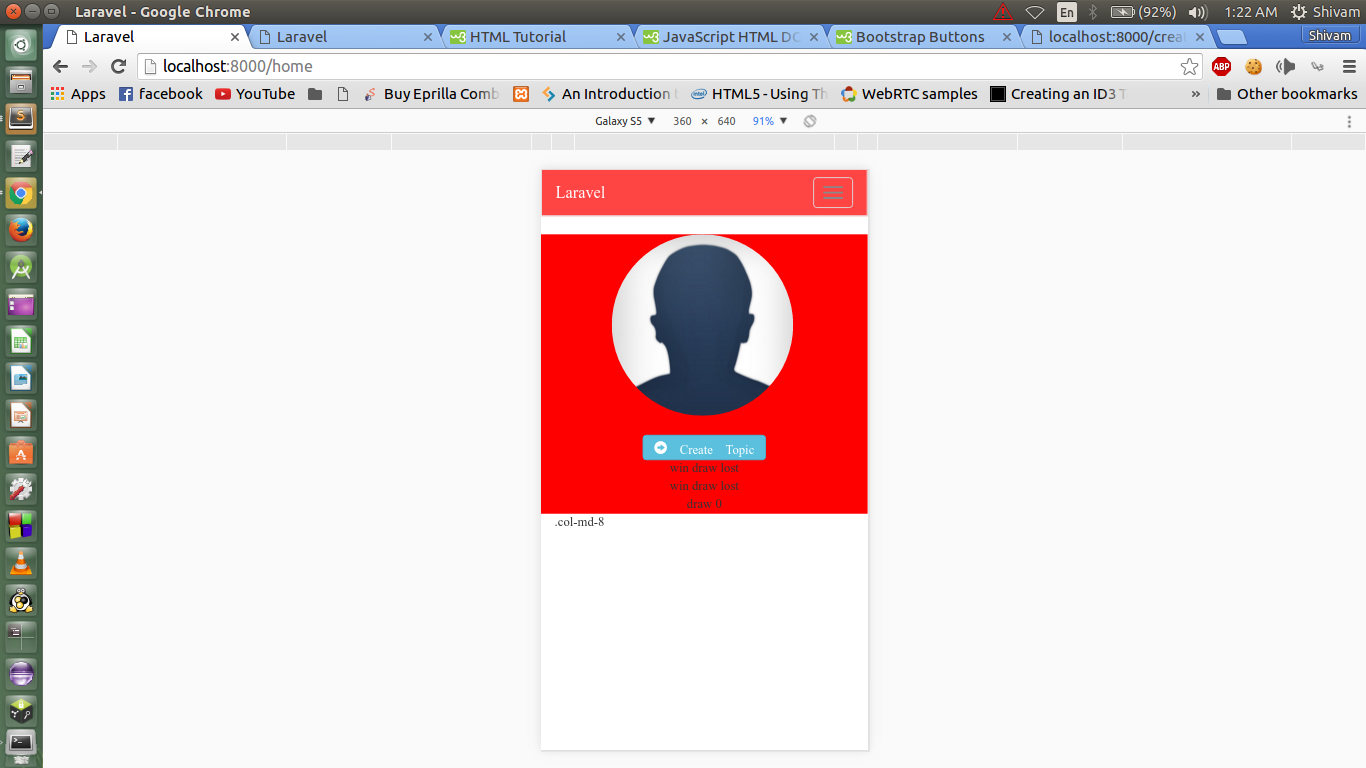 Laravel - Google Chrome
En
(92%)
1:22 AM
Shivam
Laravel
Laravel
HTML Tutorial
JavaScript HTML DO
Bootstrap Buttons
localhost:8000/crea
Shivam
localhost:8000/home
ABP
Apps
facebook
YouTube
Buy Eprilla Comb
An Introduction
HTML5 - Using Th
WebRTC samples
Creating an ID3 T
»
Other bookmarks
Galaxy S5
360 × 640
91%
Laravel
Create Topic
win draw lost
win draw lost
draw 0
.col-md-8